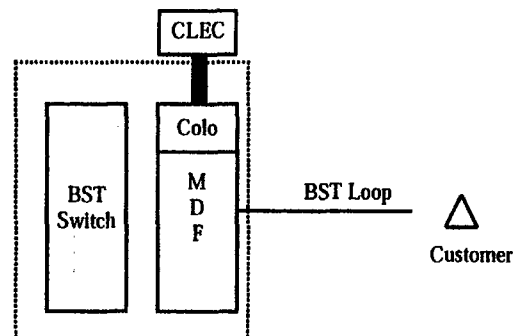 CLEC
Colo
BST
Switch
M
D
F
BST Loop
Customer